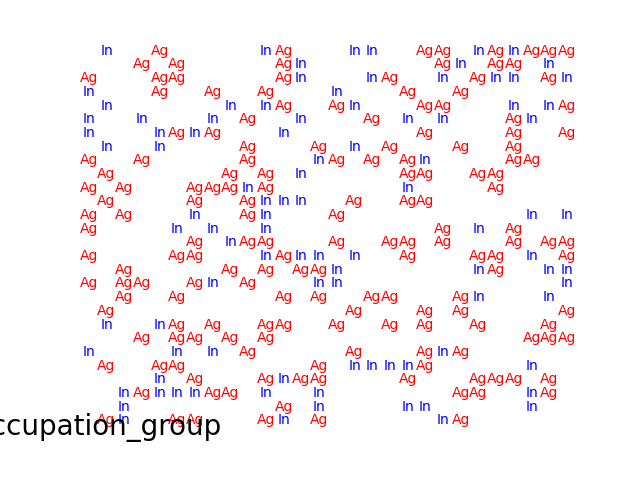 In Ag In Ag In In Ag Ag In Ag In Ag Ag Ag
Ag Ag Ag In Ag In Ag Ag In
Ag Ag Ag Ag In In Ag In Ag In In Ag In
In Ag Ag Ag In Ag Ag
In In In Ag Ag In Ag Ag In In Ag
In In In Ag In Ag In In Ag In
In In Ag In Ag In Ag Ag Ag
In In Ag Ag In Ag Ag Ag
Ag Ag Ag In Ag Ag Ag In Ag Ag
Ag Ag Ag In Ag Ag Ag Ag
Ag Ag Ag Ag Ag In Ag In Ag
Ag Ag Ag In In In Ag Ag Ag
Ag Ag In Ag In Ag In In
Ag In In In Ag In Ag
Ag In Ag Ag Ag Ag Ag Ag Ag Ag Ag
Ag Ag Ag In Ag In In In Ag Ag Ag In Ag
Ag Ag Ag Ag Ag In In Ag In In
Ag Ag Ag Ag In Ag In In In
Ag Ag Ag Ag Ag Ag Ag In In
Ag Ag Ag Ag Ag
In In Ag Ag Ag Ag Ag Ag Ag Ag Ag
Ag Ag Ag Ag Ag Ag Ag Ag
In In In Ag Ag Ag In Ag
Ag Ag Ag Ag In In In In Ag In
In Ag Ag In Ag Ag Ag Ag Ag Ag Ag
In Ag In In In Ag Ag In In Ag Ag In Ag
In Ag In In In In
Ag In Ag Ag Ag In Ag In Ag
ccupation_group